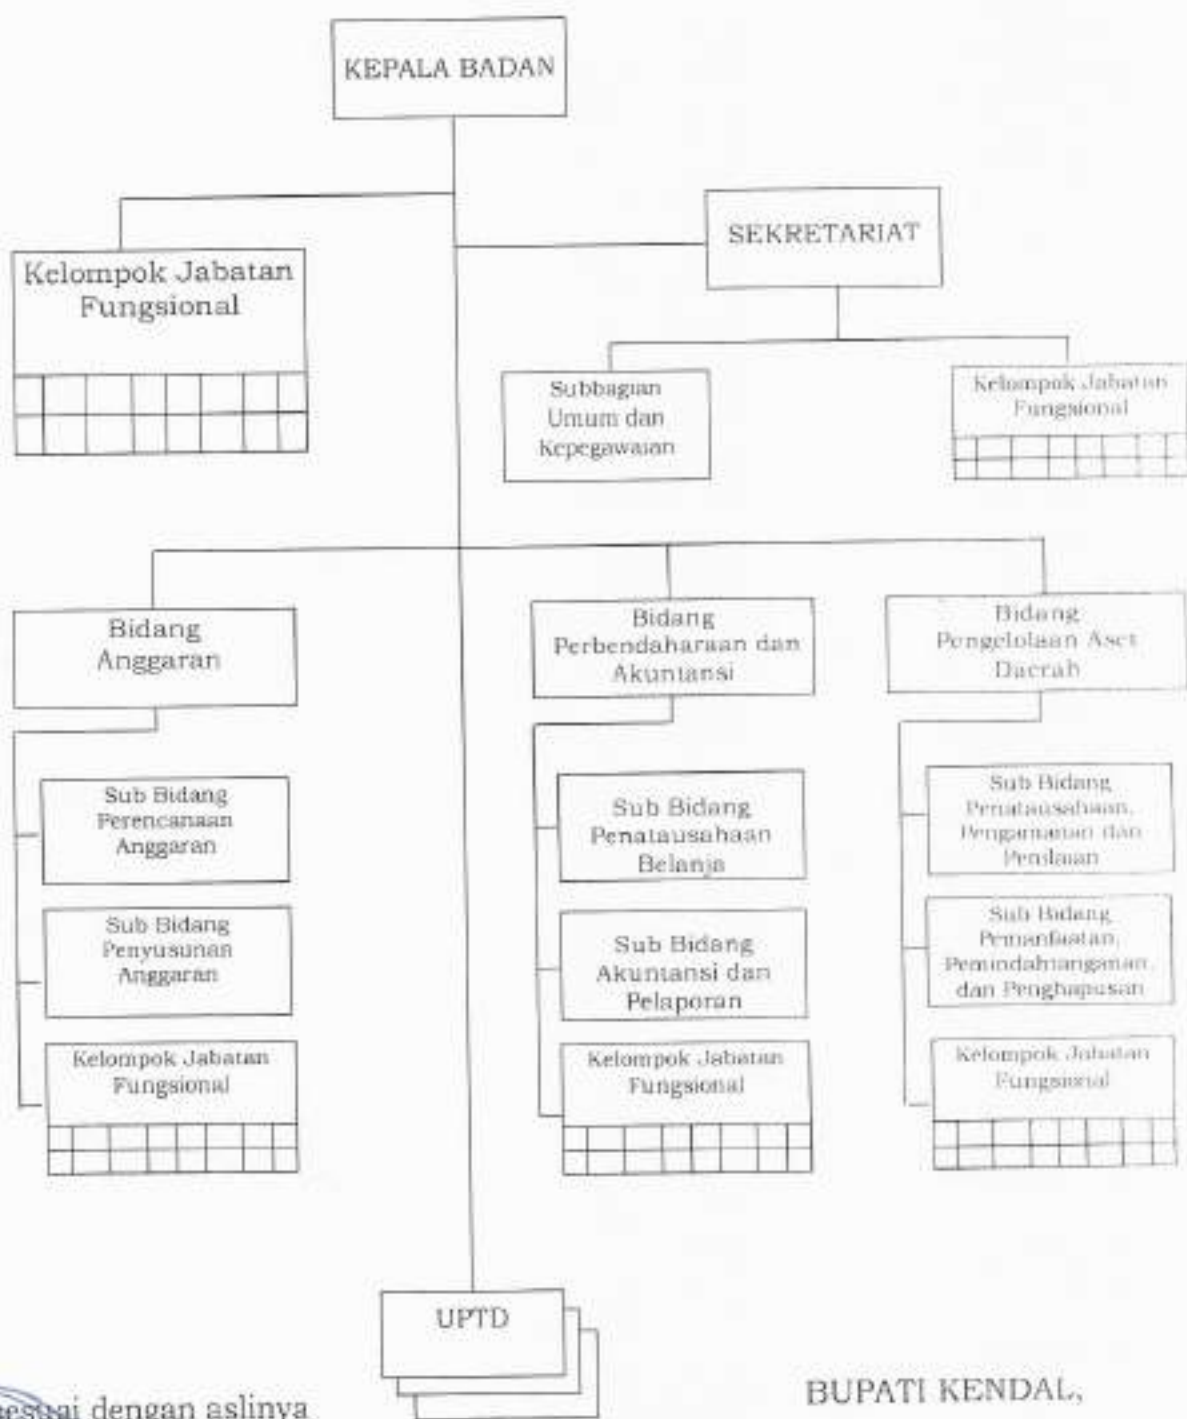 KEPALA BADAN
SEKRETARIAT
Kelompok Jabatan
Fungsional
Subbagian
Umum dan
Kepegawaian
Kelompok Jabatan
Fungsional
Bidang
Anggaran
Bidang
Perbendaharaan dan
Akuntansi
Bidang
Pengelolaan Aset
Daerah
Sub Bidang
Perencanaan
Anggaran
Sub Bidang
Penyusunan
Anggaran
Kelompok Jabatan
Fungsional
Sub Bidang
Penatausahaan
Belanja
Sub Bidang
Akuntansi dan
Pelaporan
Kelompok Jabatan
Fungsional
Sub Bidang
Penatausahaan,
Pengamanan dan
Penilaian
Sub Bidang
Pemanfaatan,
Pemindahtanganan,
dan Penghapusan
Kelompok Jabatan
Fungsional
UPTD
sesuai dengan aslinya
BUPATI KENDAL,